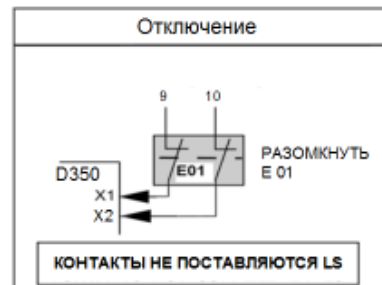 Отключение
9 10
E01
РАЗОМКНУТЬ
E 01
D350
X1
X2
КОНТАКТЫ НЕ ПОСТАВЛЯЮТСЯ LS